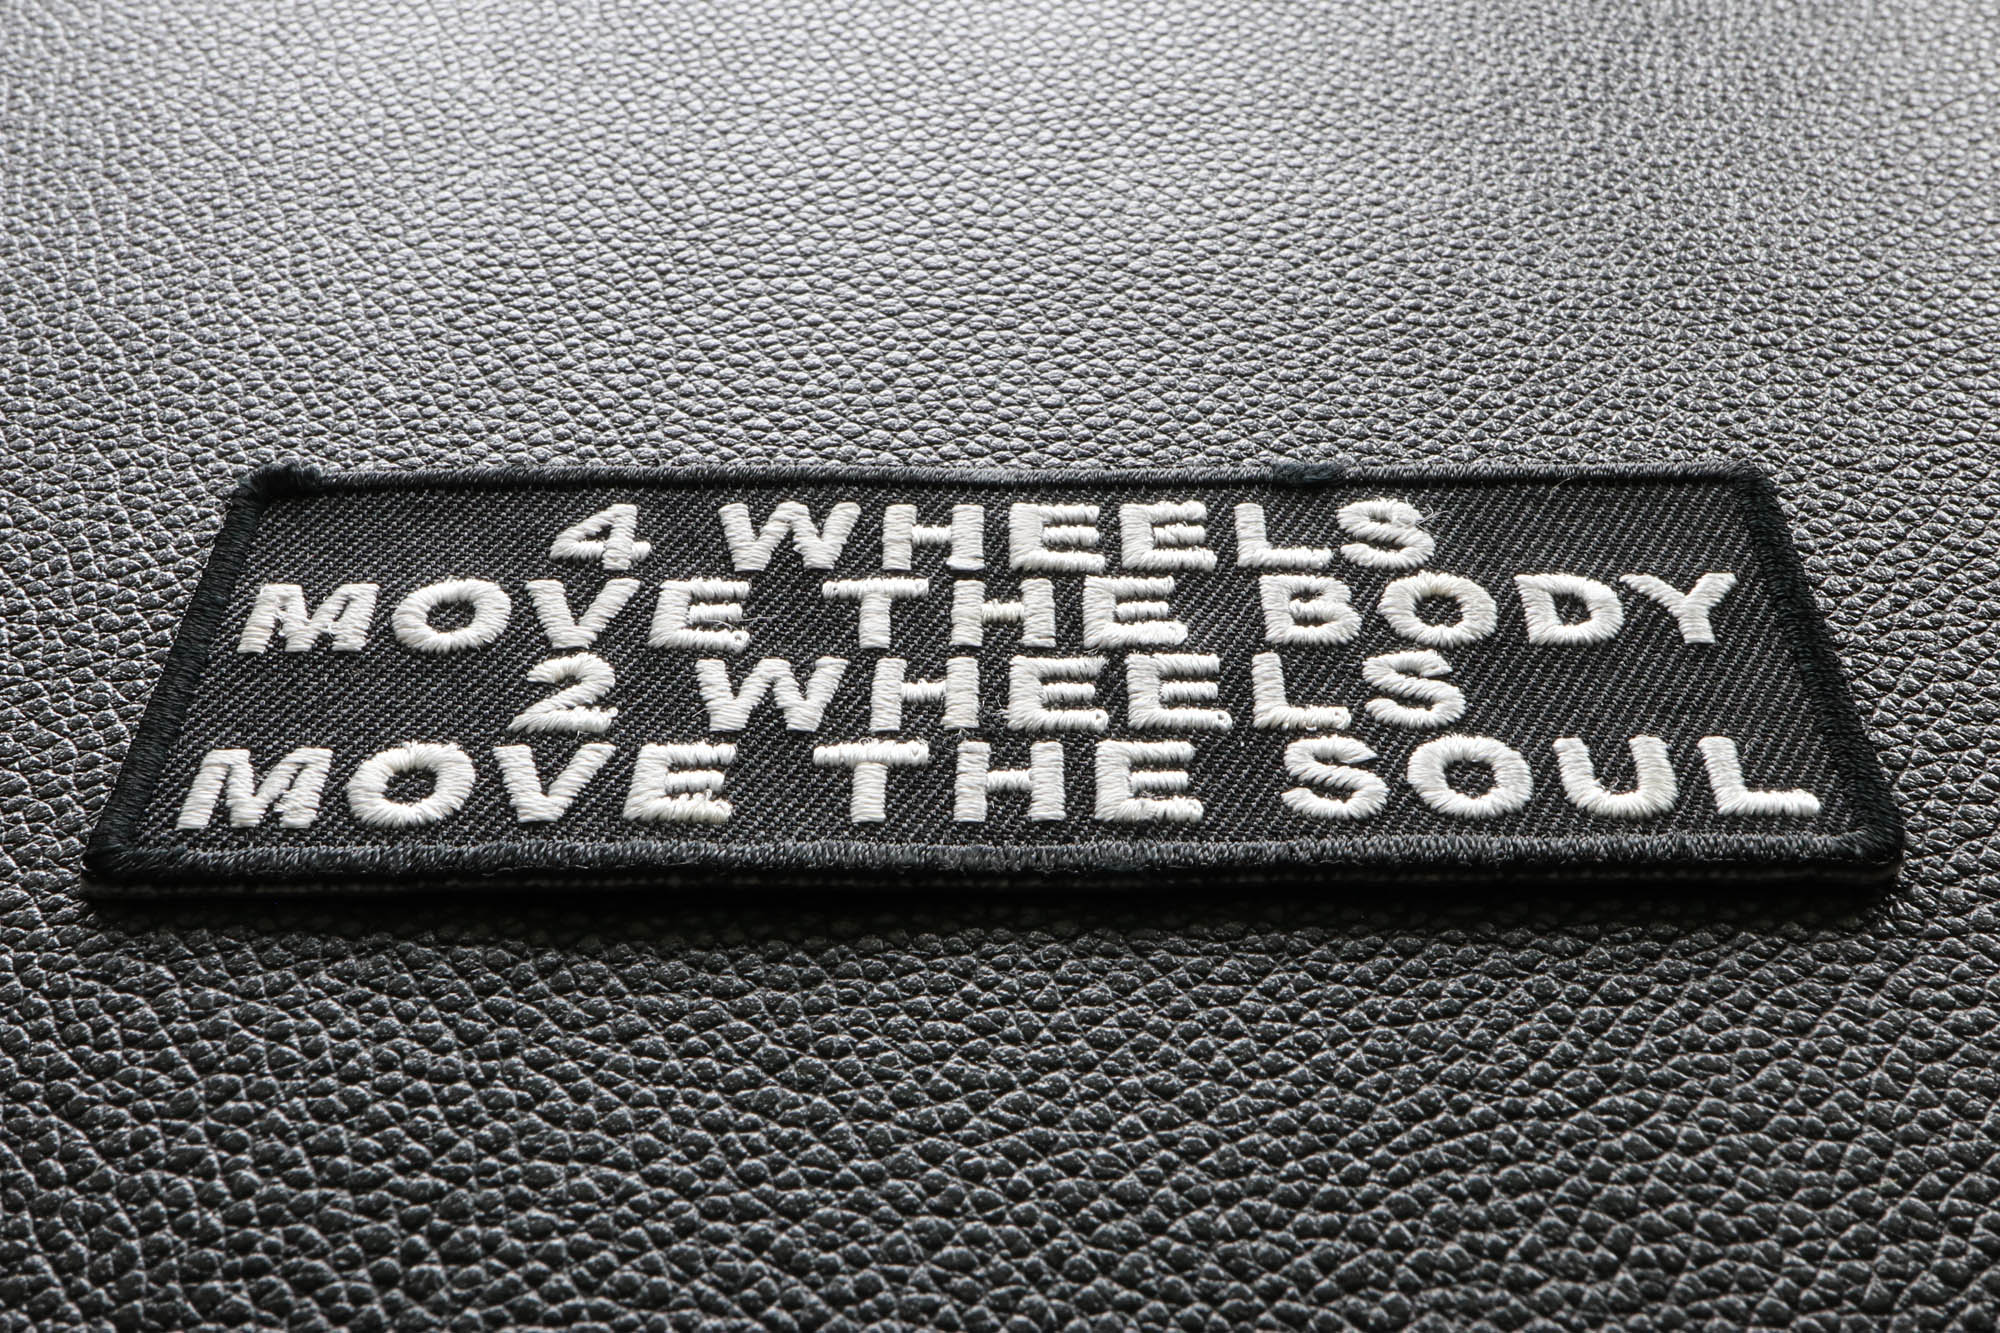 4 WHEELS
MOVE THE BODY
2 WHEELS
MOVE THE SOUL